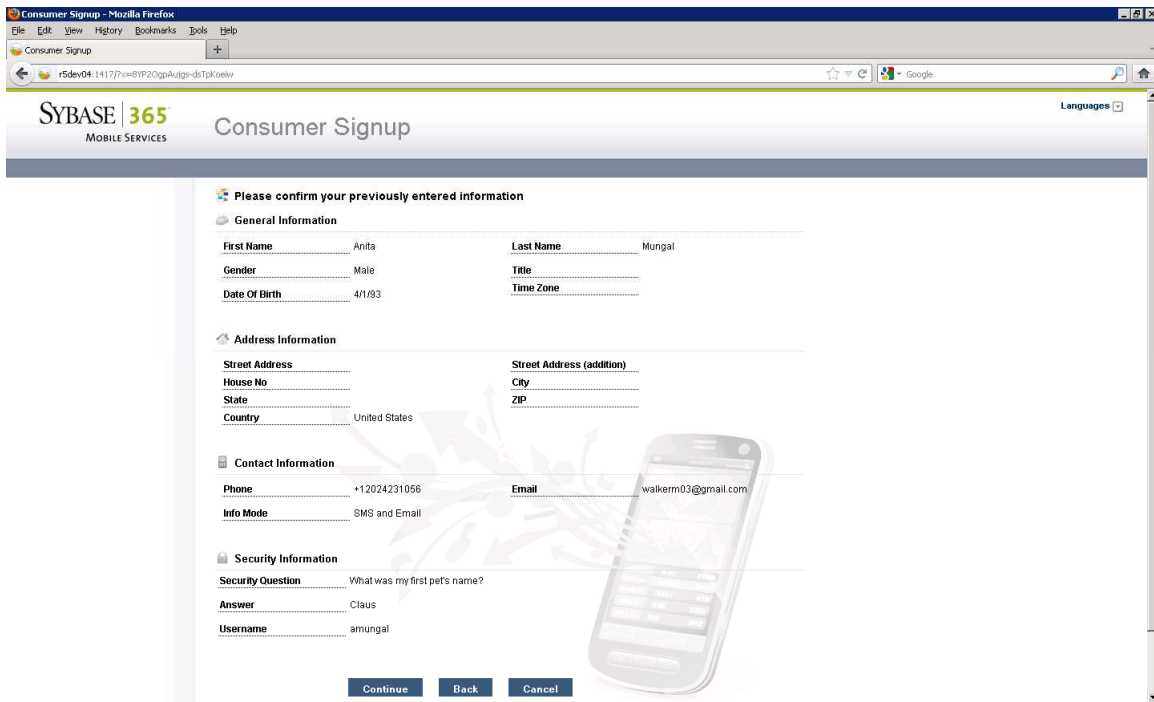 Consumer Signup - Mozilla Firefox
File Edit View History Bookmarks Tools Help
Consumer Signup +
r5dev04:1417/?x=8YP2OgpAujgs-dsTpKoeiw Google
SYBASE 365
MOBILE SERVICES
Consumer Signup
Languages
Please confirm your previously entered information
General Information
First Name Anita Last Name Mungal
Gender Male Title
Date Of Birth 4/1/93 Time Zone
Address Information
Street Address Street Address (addition)
House No City
State ZIP
Country United States
Contact Information
Phone +12024231056 Email walkerm03@gmail.com
Info Mode SMS and Email
Security Information
Security Question What was my first pet's name?
Answer Claus
Username amungal
Continue Back Cancel